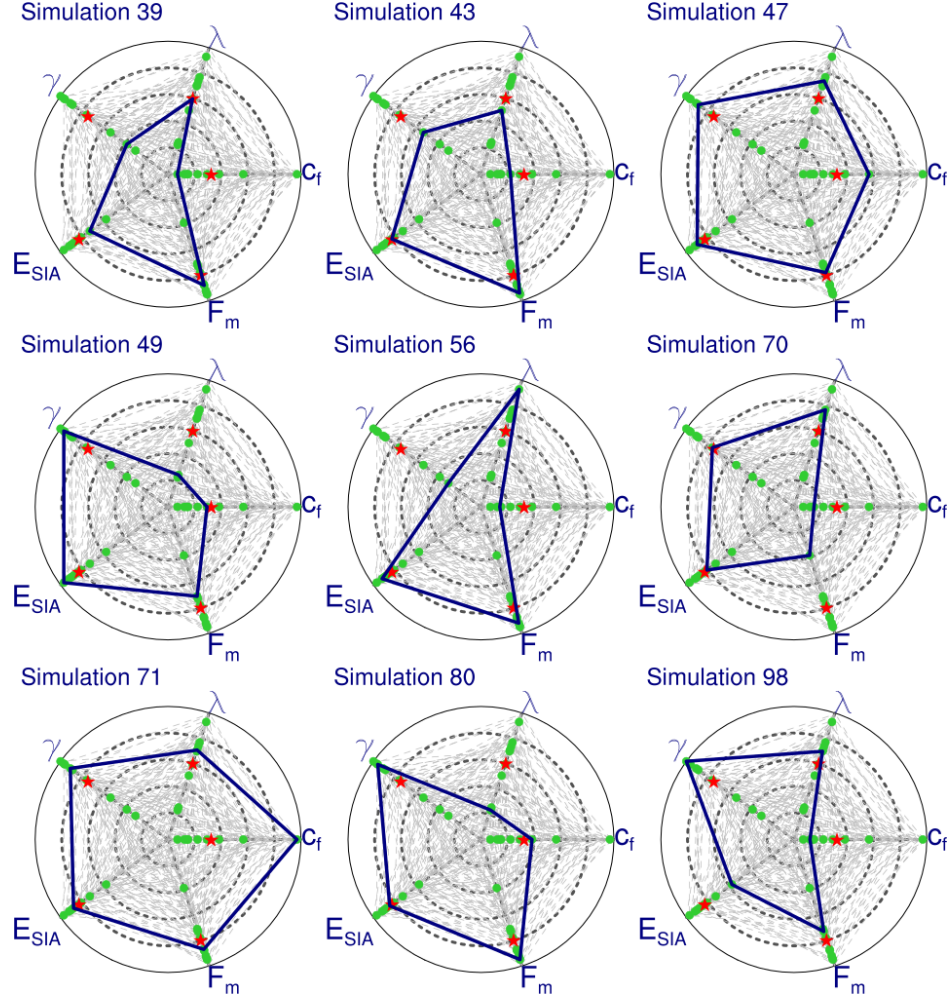 Simulation 39
Simulation 43
Simulation 47
λ
λ
λ
γ
γ
γ
c_f
c_f
c_f
E_SIA
E_SIA
E_SIA
F_m
F_m
F_m
Simulation 49
Simulation 56
Simulation 70
λ
λ
λ
γ
γ
γ
c_f
c_f
c_f
E_SIA
E_SIA
E_SIA
F_m
F_m
F_m
Simulation 71
Simulation 80
Simulation 98
λ
λ
λ
γ
γ
γ
c_f
c_f
c_f
E_SIA
E_SIA
E_SIA
F_m
F_m
F_m